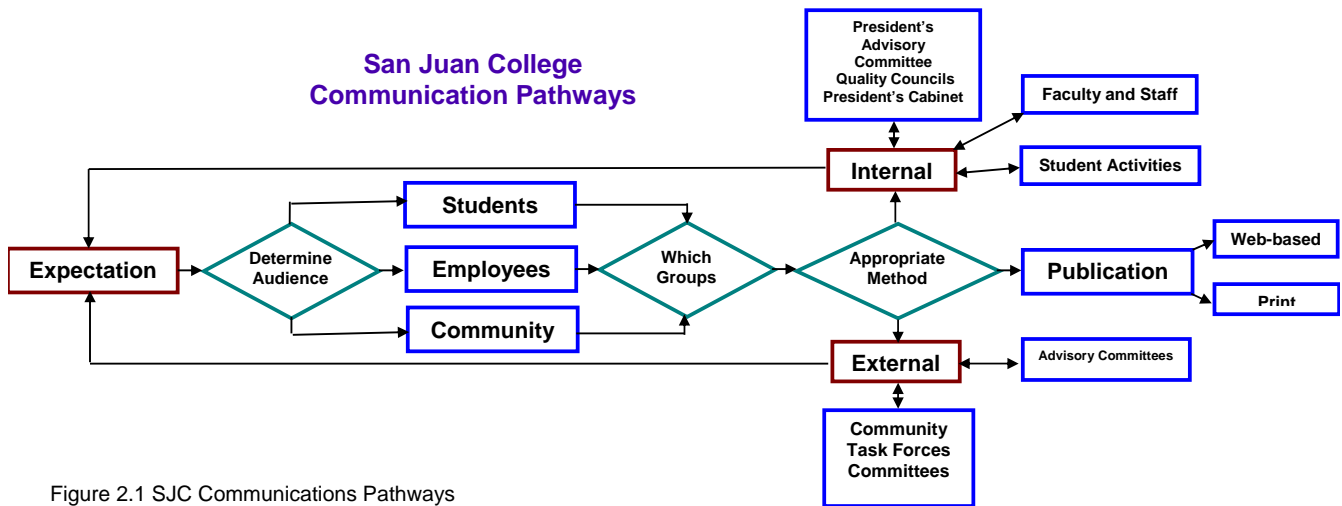 San Juan College
Communication Pathways
President's
Advisory
Committee
Quality Councils
President's Cabinet
Faculty and Staff
Internal
Student Activities
Students
Expectation
Determine
Audience
Employees
Which
Groups
Appropriate
Method
Web-based
Publication
Print
Community
External
Advisory Committees
Community
Task Forces
Committees
Figure 2.1 SJC Communications Pathways